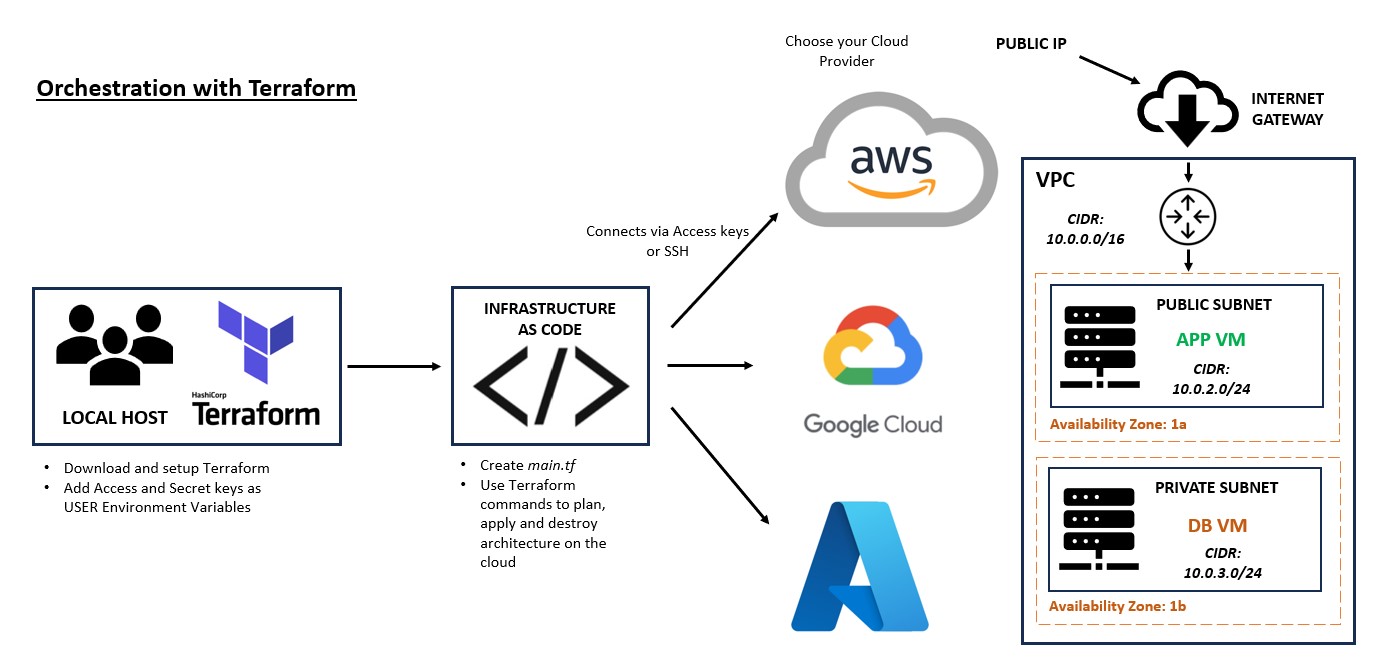 Orchestration with Terraform
LOCAL HOST
HashiCorp
Terraform
• Download and setup Terraform
• Add Access and Secret keys as
USER Environment Variables
INFRASTRUCTURE
AS CODE
</>
• Create main.tf
• Use Terraform
commands to plan,
apply and destroy
architecture on the
cloud
Connects via Access keys
or SSH
Choose your Cloud
Provider
aws
Google Cloud
PUBLIC IP
INTERNET
GATEWAY
VPC
CIDR:
10.0.0.0/16
PUBLIC SUBNET
APP VM
CIDR:
10.0.2.0/24
Availability Zone: 1a
PRIVATE SUBNET
DB VM
CIDR:
10.0.3.0/24
Availability Zone: 1b